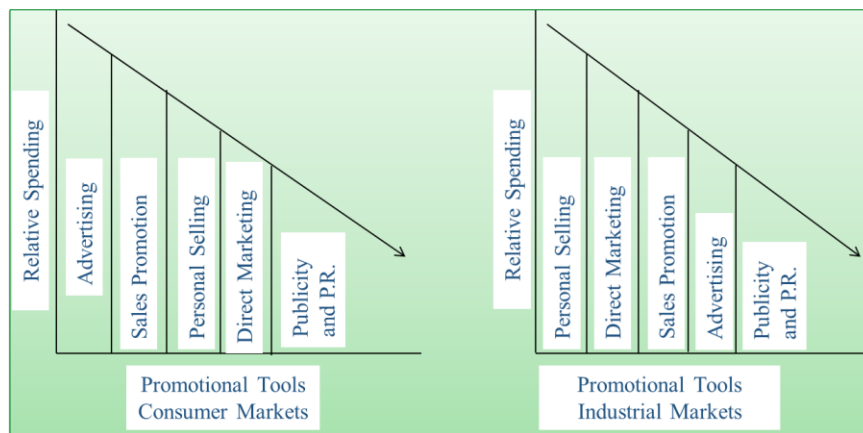 Relative Spending
Advertising
Sales Promotion
Personal Selling
Direct Marketing
Publicity
and P.R.
Promotional Tools
Consumer Markets
Relative Spending
Personal Selling
Direct Marketing
Sales Promotion
Advertising
Publicity
and P.R.
Promotional Tools
Industrial Markets